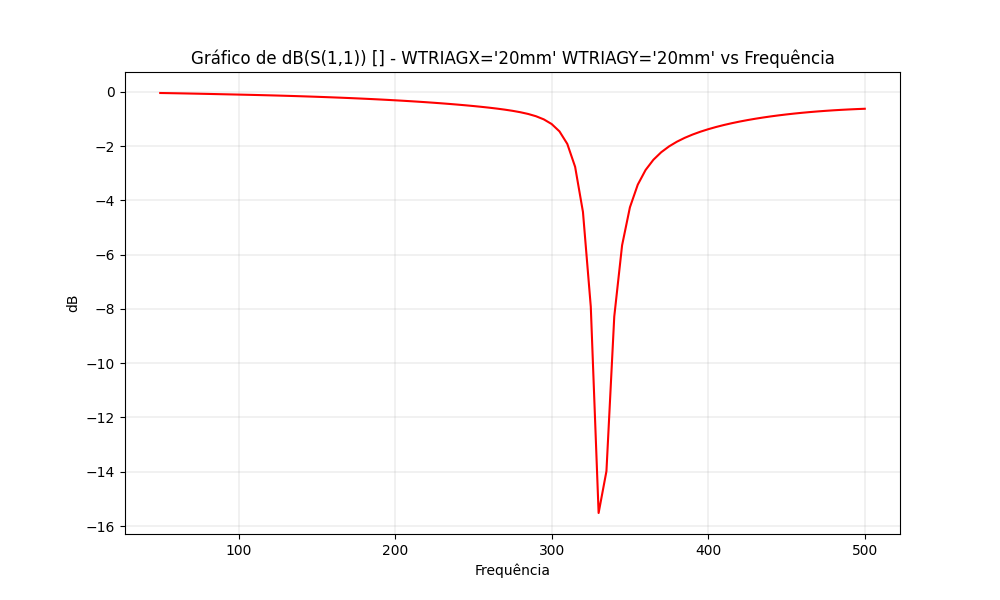 Gráfico de dB(S(1,1)) [] - WTRIAGX='20mm' WTRIAGY='20mm' vs Frequência
0
−2
−4
−6
−8
−10
−12
−14
−16
dB
100 200 300 400 500
Frequência